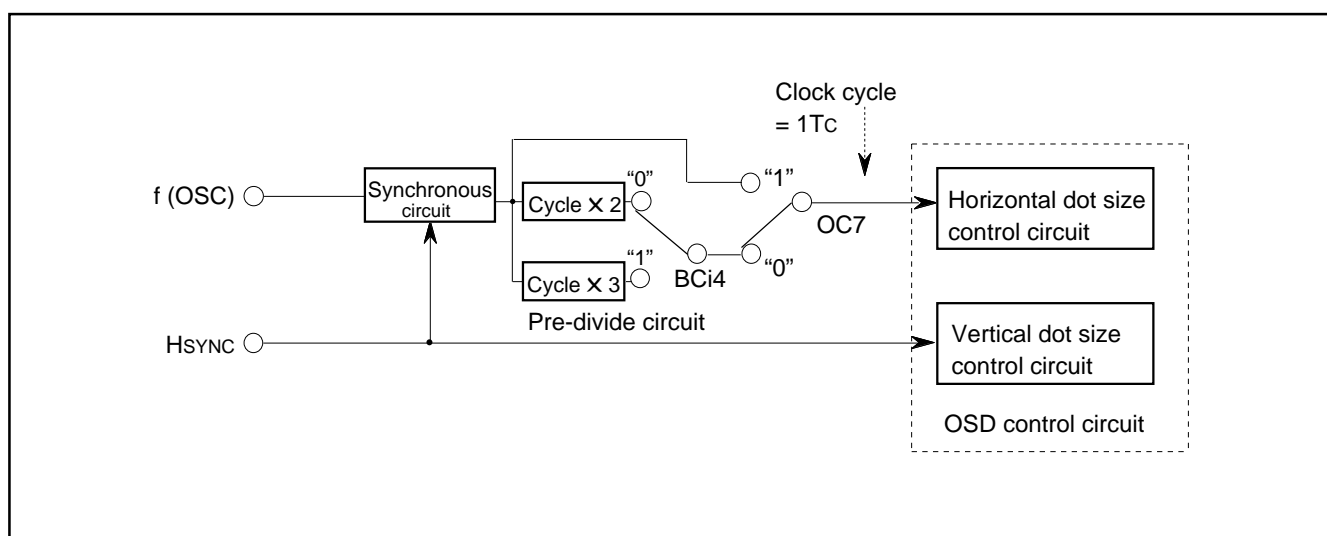 Clock cycle
= 1TC
f (OSC)
Synchronous
circuit
Cycle × 2
"0"
"1"
OC7
Horizontal dot size
control circuit
Cycle × 3
"1"
BCi4
"0"
Pre-divide circuit
HSYNC
Vertical dot size
control circuit
OSD control circuit